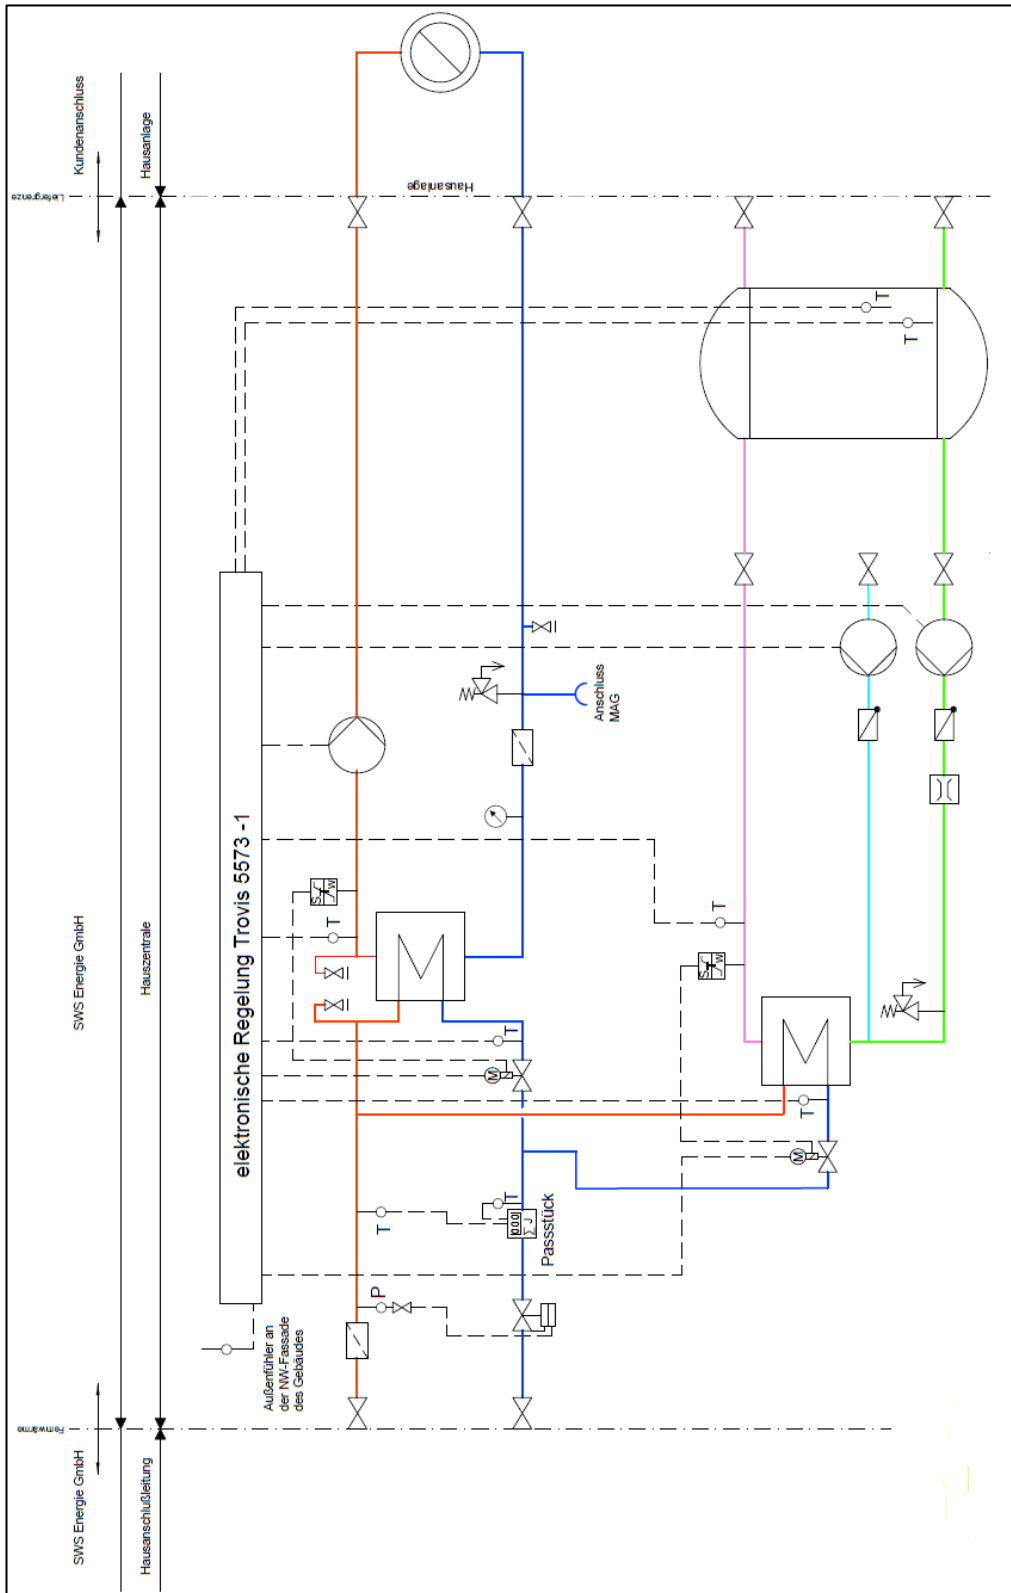 SWS Energie GmbH
Hausanschlußleitung
Fernwärme
SWS Energie GmbH
Hauszentrale
Liefergrenze
Kundenanschluss
Hausanlage
Hausanlage
elektronische Regelung Trovis 5573 -1
Außenfühler an
der NW-Fassade
des Gebäudes
P
T
T
000
Σ J
Passstück
M
T
T
S
W
Anschluss
MAG
M
T
S
W
T
T
T